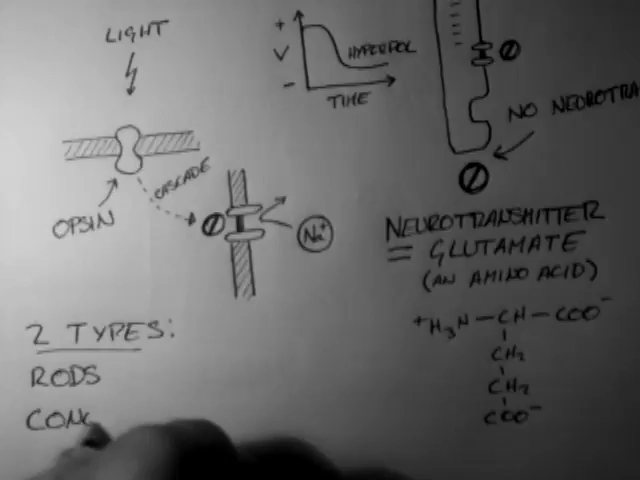 LIGHT
OPSIN
CASCADE
Na+
+
V
-
HYPERPOL
TIME
NO NEUROTRA
NEUROTRANSMITTER
= GLUTAMATE
(AN AMINO ACID)
+H3N-CH-COO-
CH2
CH2
COO-
2 TYPES:
RODS
CON